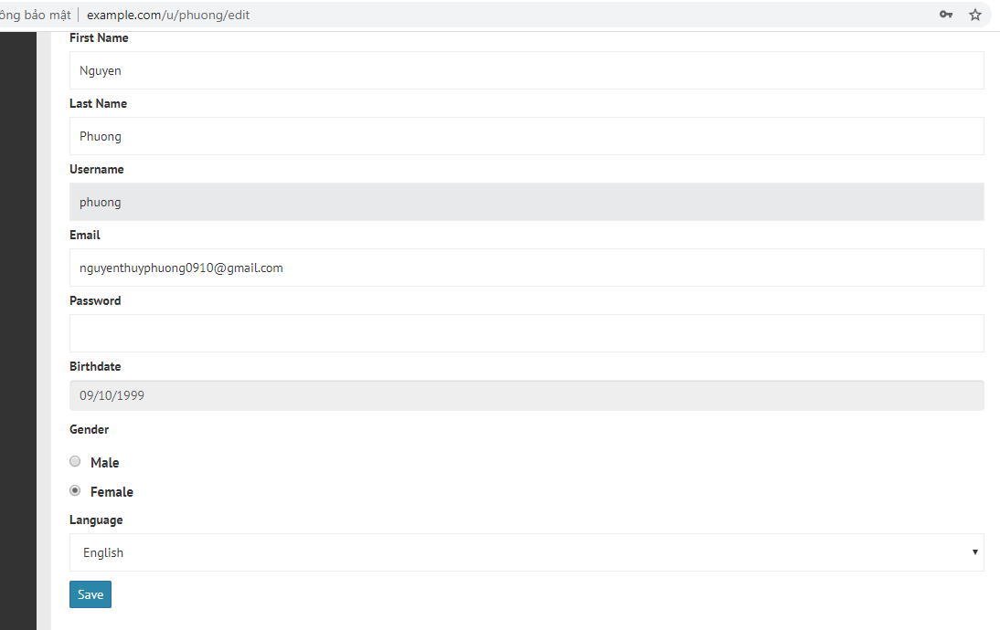 ông bảo mật | example.com/u/phuong/edit
First Name
Nguyen
Last Name
Phuong
Username
phuong
Email
nguyenthuyphuong0910@gmail.com
Password
Birthdate
09/10/1999
Gender
Male
Female
Language
English
Save